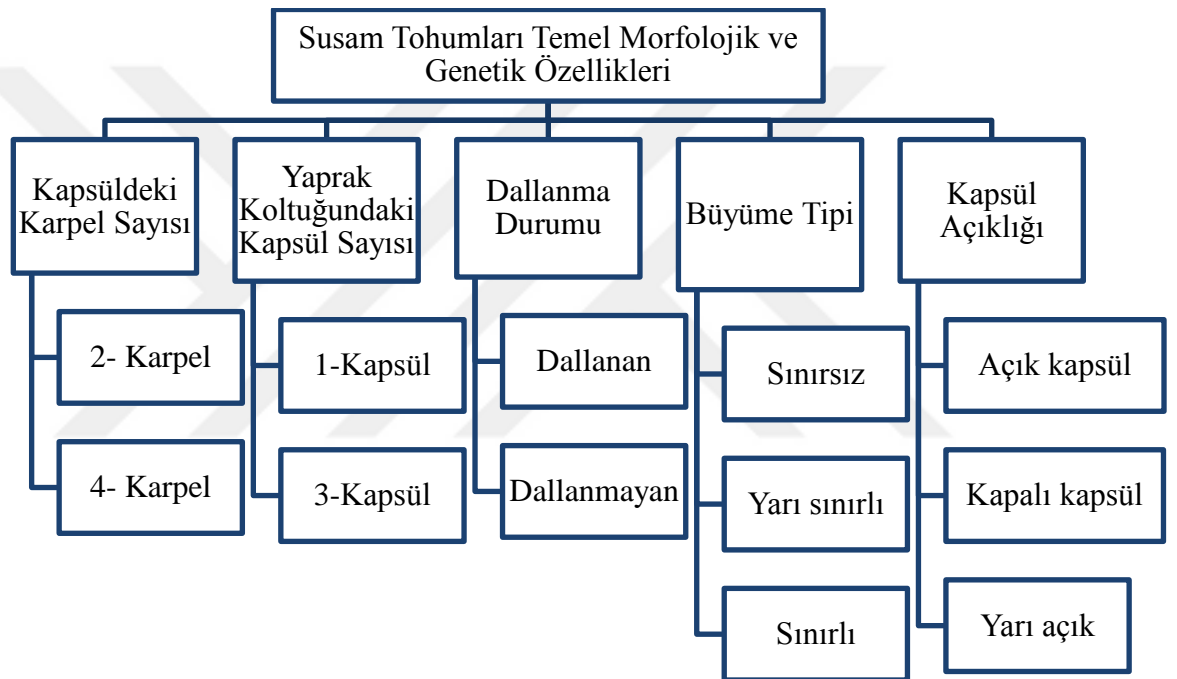 Susam Tohumları Temel Morfolojik ve
Genetik Özellikleri
Kapsüldeki
Karpel Sayısı
2- Karpel
4- Karpel
Yaprak
Koltuğundaki
Kapsül Sayısı
1-Kapsül
3-Kapsül
Dallanma
Durumu
Dallanan
Dallanmayan
Büyüme Tipi
Sınırsız
Yarı sınırlı
Sınırlı
Kapsül
Açıklığı
Açık kapsül
Kapalı kapsül
Yarı açık